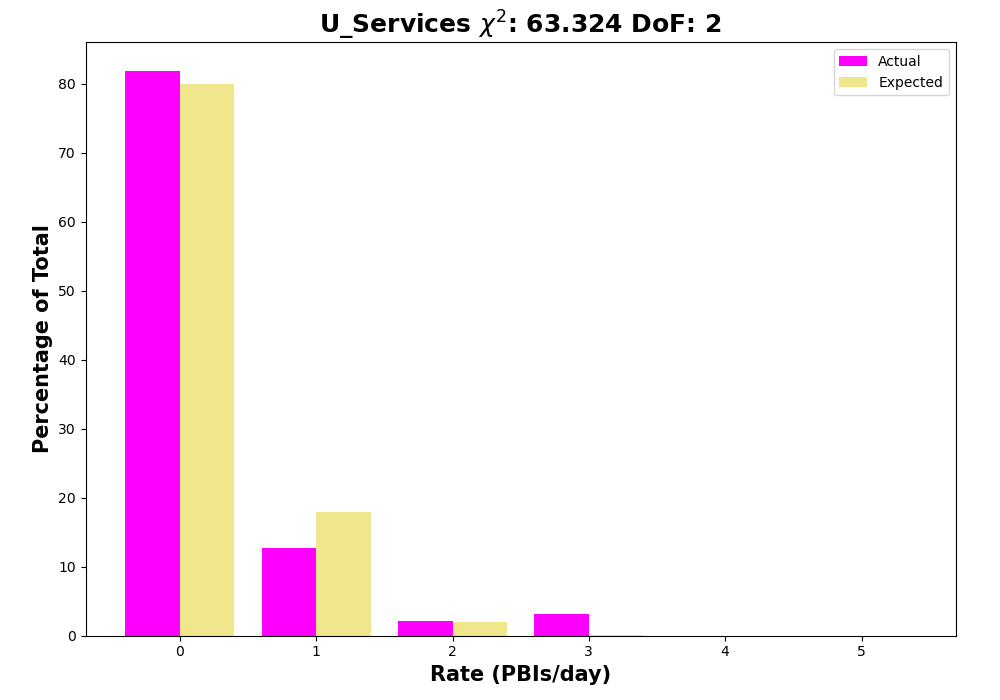 U_Services χ²: 63.324 DoF: 2
Actual
Expected
80
70
60
50
40
30
20
10
0
Percentage of Total
0 1 2 3 4 5
Rate (PBIs/day)